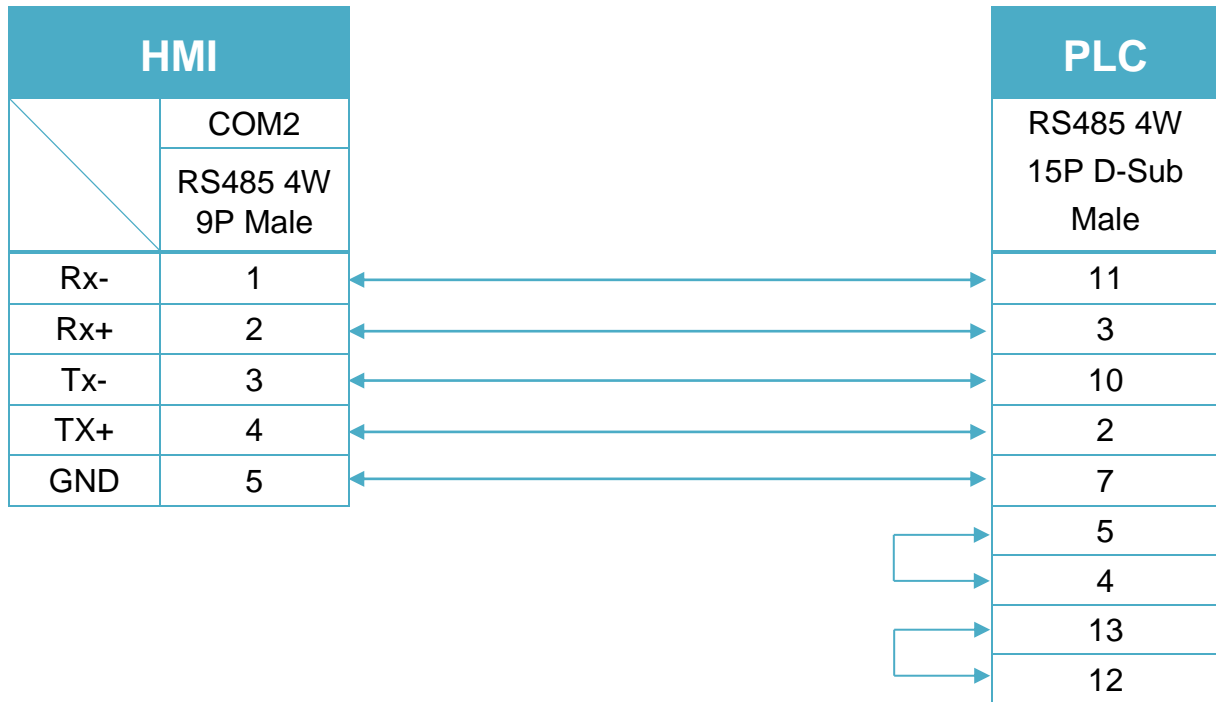 HMI
PLC
COM2
RS485 4W
9P Male
RS485 4W
15P D-Sub
Male
Rx- 1 11
Rx+ 2 3
Tx- 3 10
TX+ 4 2
GND 5 7
5
4
13
12